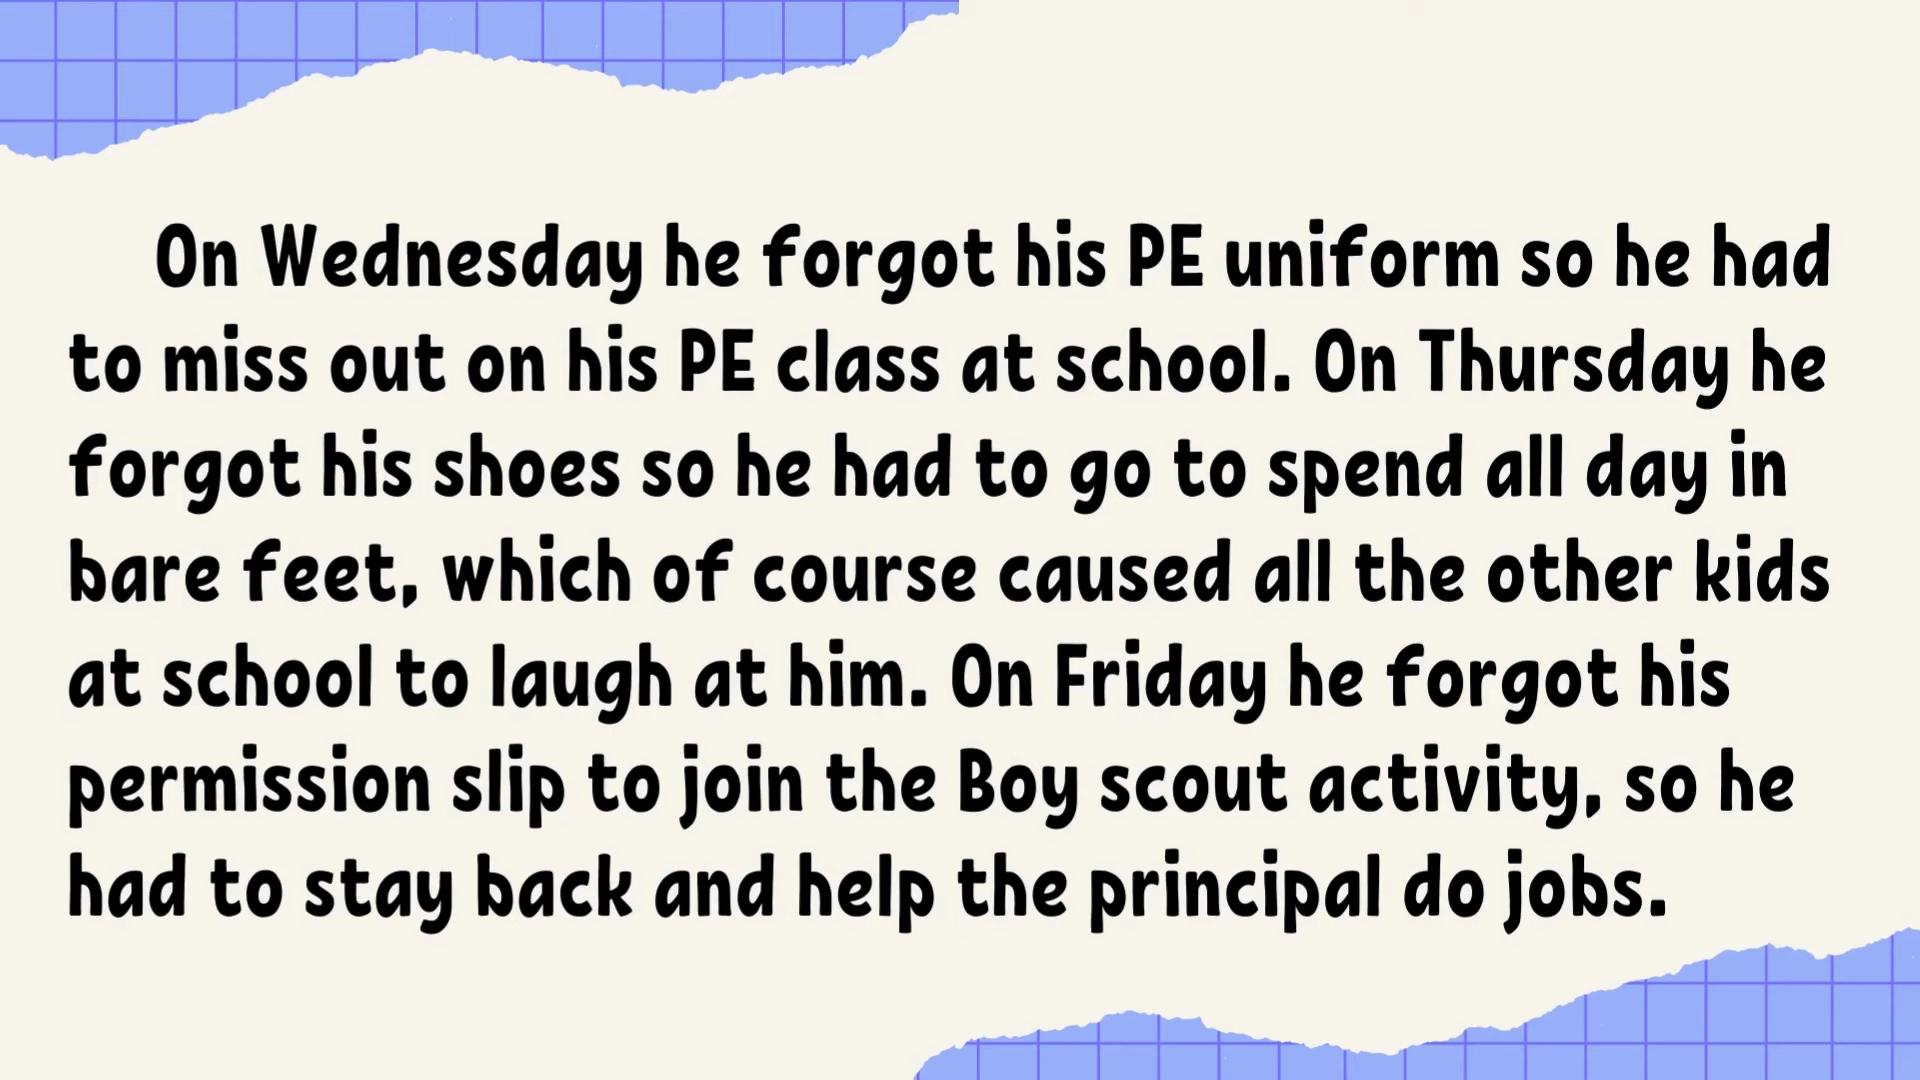 On Wednesday he forgot his PE uniform so he had
to miss out on his PE class at school. On Thursday he
forgot his shoes so he had to go to spend all day in
bare feet, which of course caused all the other kids
at school to laugh at him. On Friday he forgot his
permission slip to join the Boy scout activity, so he
had to stay back and help the principal do jobs.